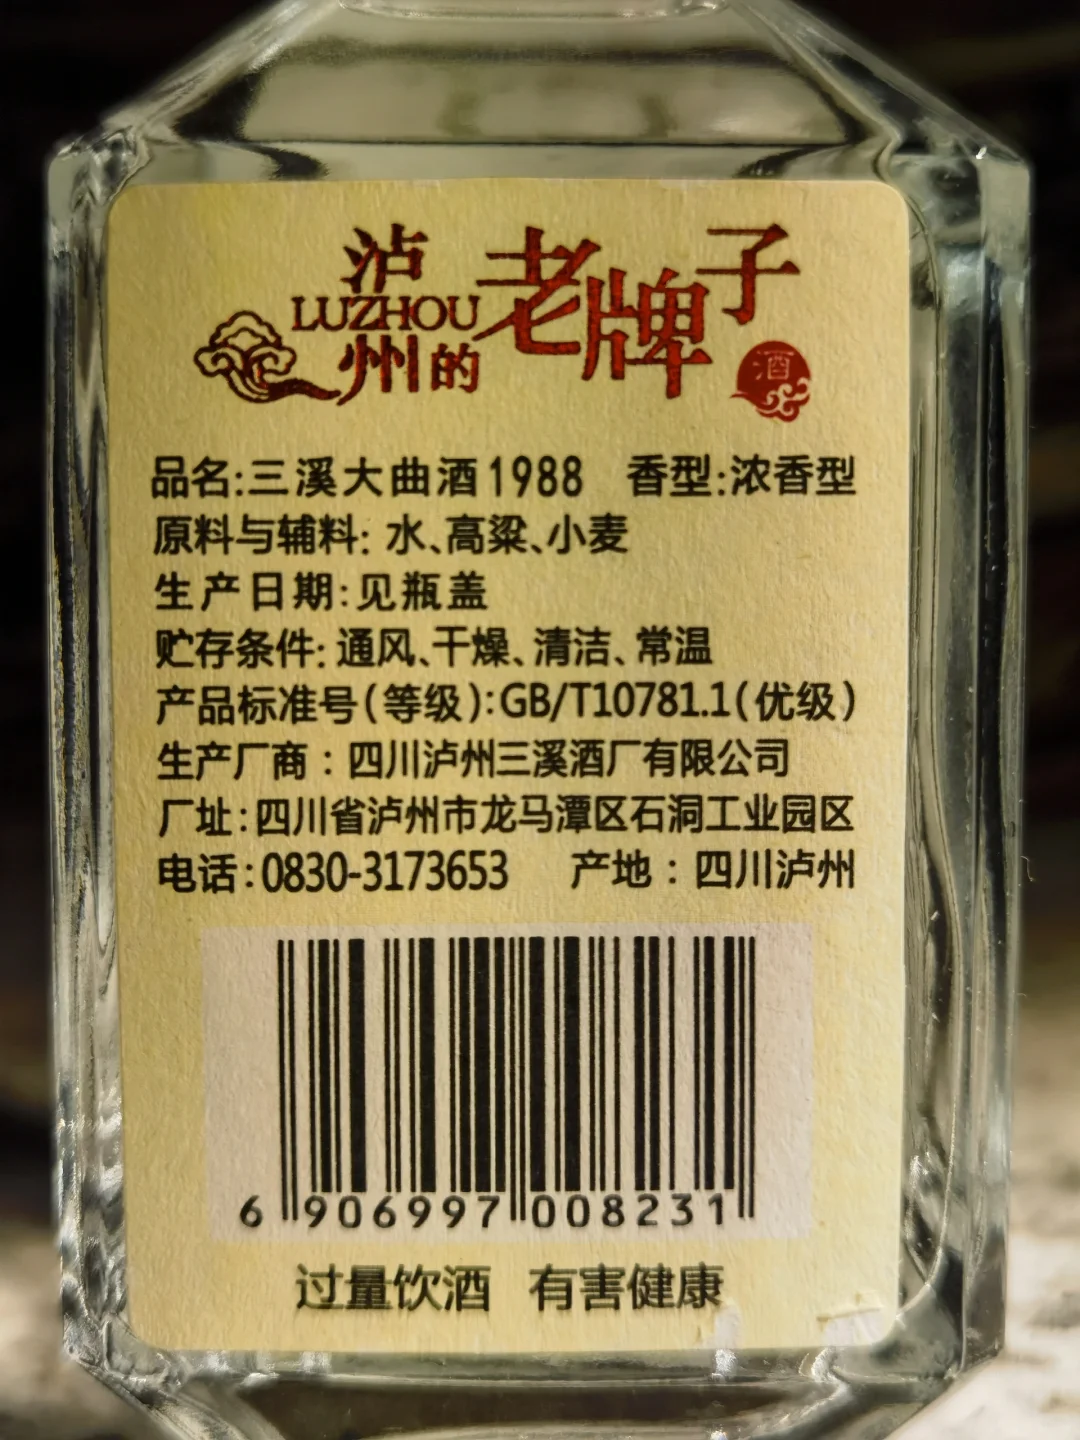 泸州的老牌子
LUZHOU
酒
品名:三溪大曲酒1988 香型:浓香型
原料与辅料: 水、高粱、小麦
生产日期:见瓶盖
贮存条件: 通风、干燥、清洁、常温
产品标准号(等级):GB/T10781.1(优级)
生产厂商:四川泸州三溪酒厂有限公司
厂址:四川省泸州市龙马潭区石洞工业园区
电话:0830-3173653 产地:四川泸州
6 906997 008231
过量饮酒 有害健康